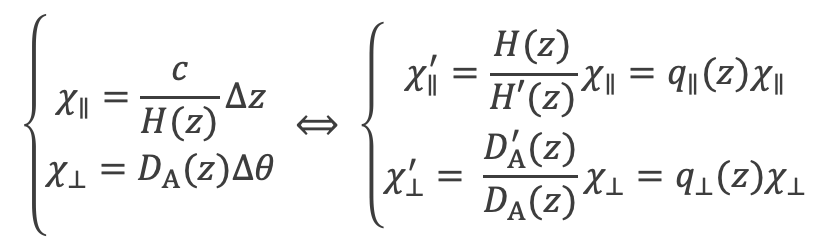 χ∥ = c/H(z) Δz ⇔ χ′∥ = H(z)/H′(z) χ∥ = q∥(z)χ∥
χ⊥ = D_A(z)Δθ χ′⊥ = D′_A(z)/D_A(z) χ⊥ = q⊥(z)χ⊥